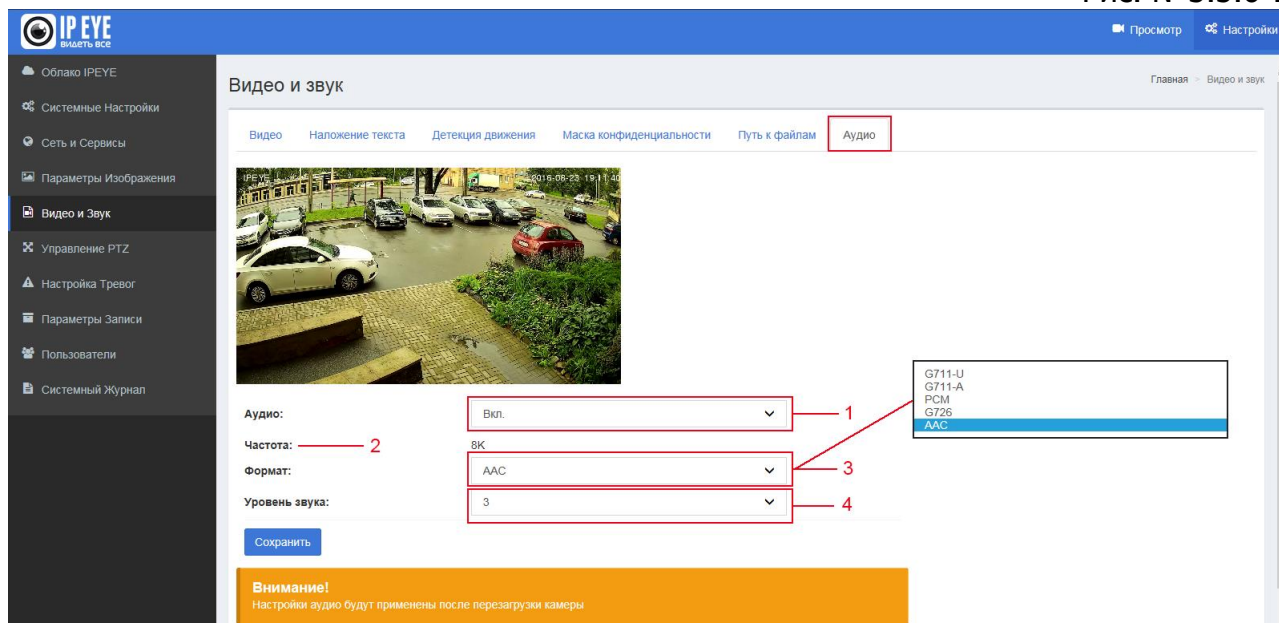 Рис. № 5.5.6-1
IP EYE
видеть все
Просмотр
Настройки
Облако IPEYE
Системные Настройки
Сеть и Сервисы
Параметры Изображения
Видео и Звук
Управление PTZ
Настройка Тревог
Параметры Записи
Пользователи
Системный Журнал
Видео и звук
Главная > Видео и звук
Видео Наложение текста Детекция движения Маска конфиденциальности Путь к файлам Аудио
IPEYE 2016-08-23 19:11:40
Аудио: Вкл. 1
Частота: 2 8K
Формат: AAC 3
Уровень звука: 3 4
G711-U
G711-A
PCM
G726
AAC
Сохранить
Внимание!
Настройки аудио будут применены после перезагрузки камеры